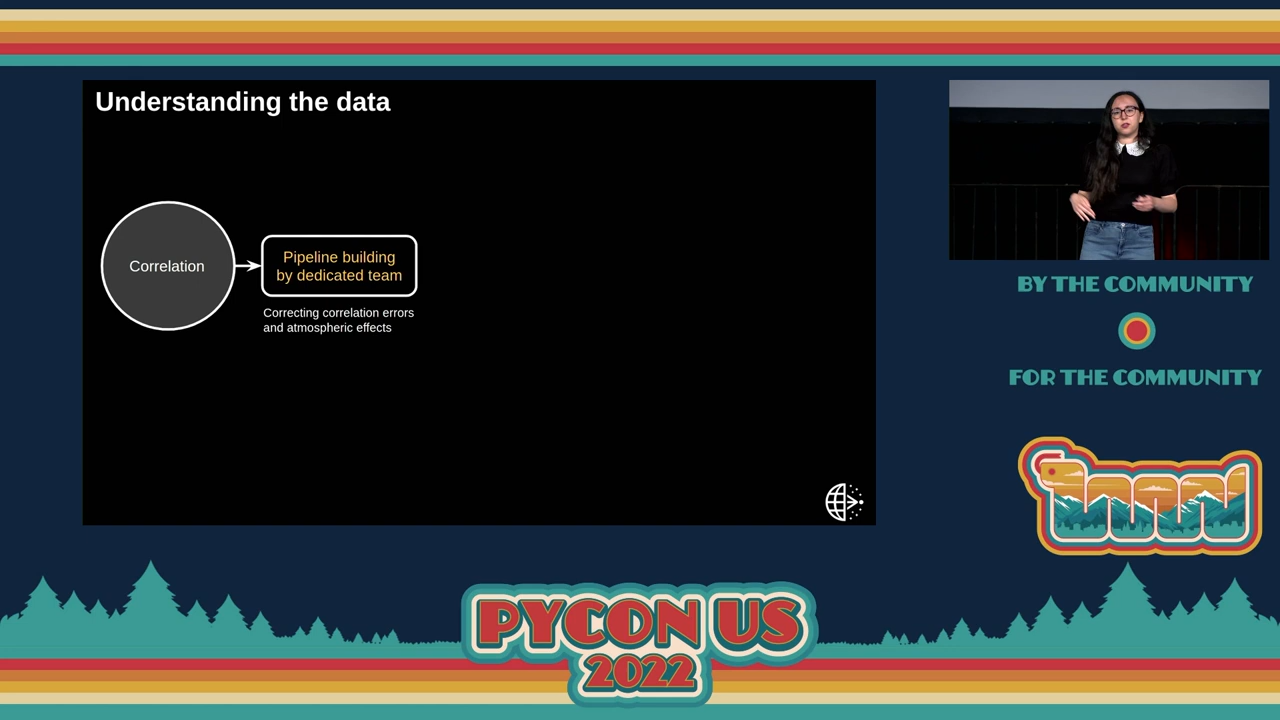 Understanding the data
Correlation
Pipeline building
by dedicated team
Correcting correlation errors
and atmospheric effects
BY THE COMMUNITY
FOR THE COMMUNITY
PYCON US
2022